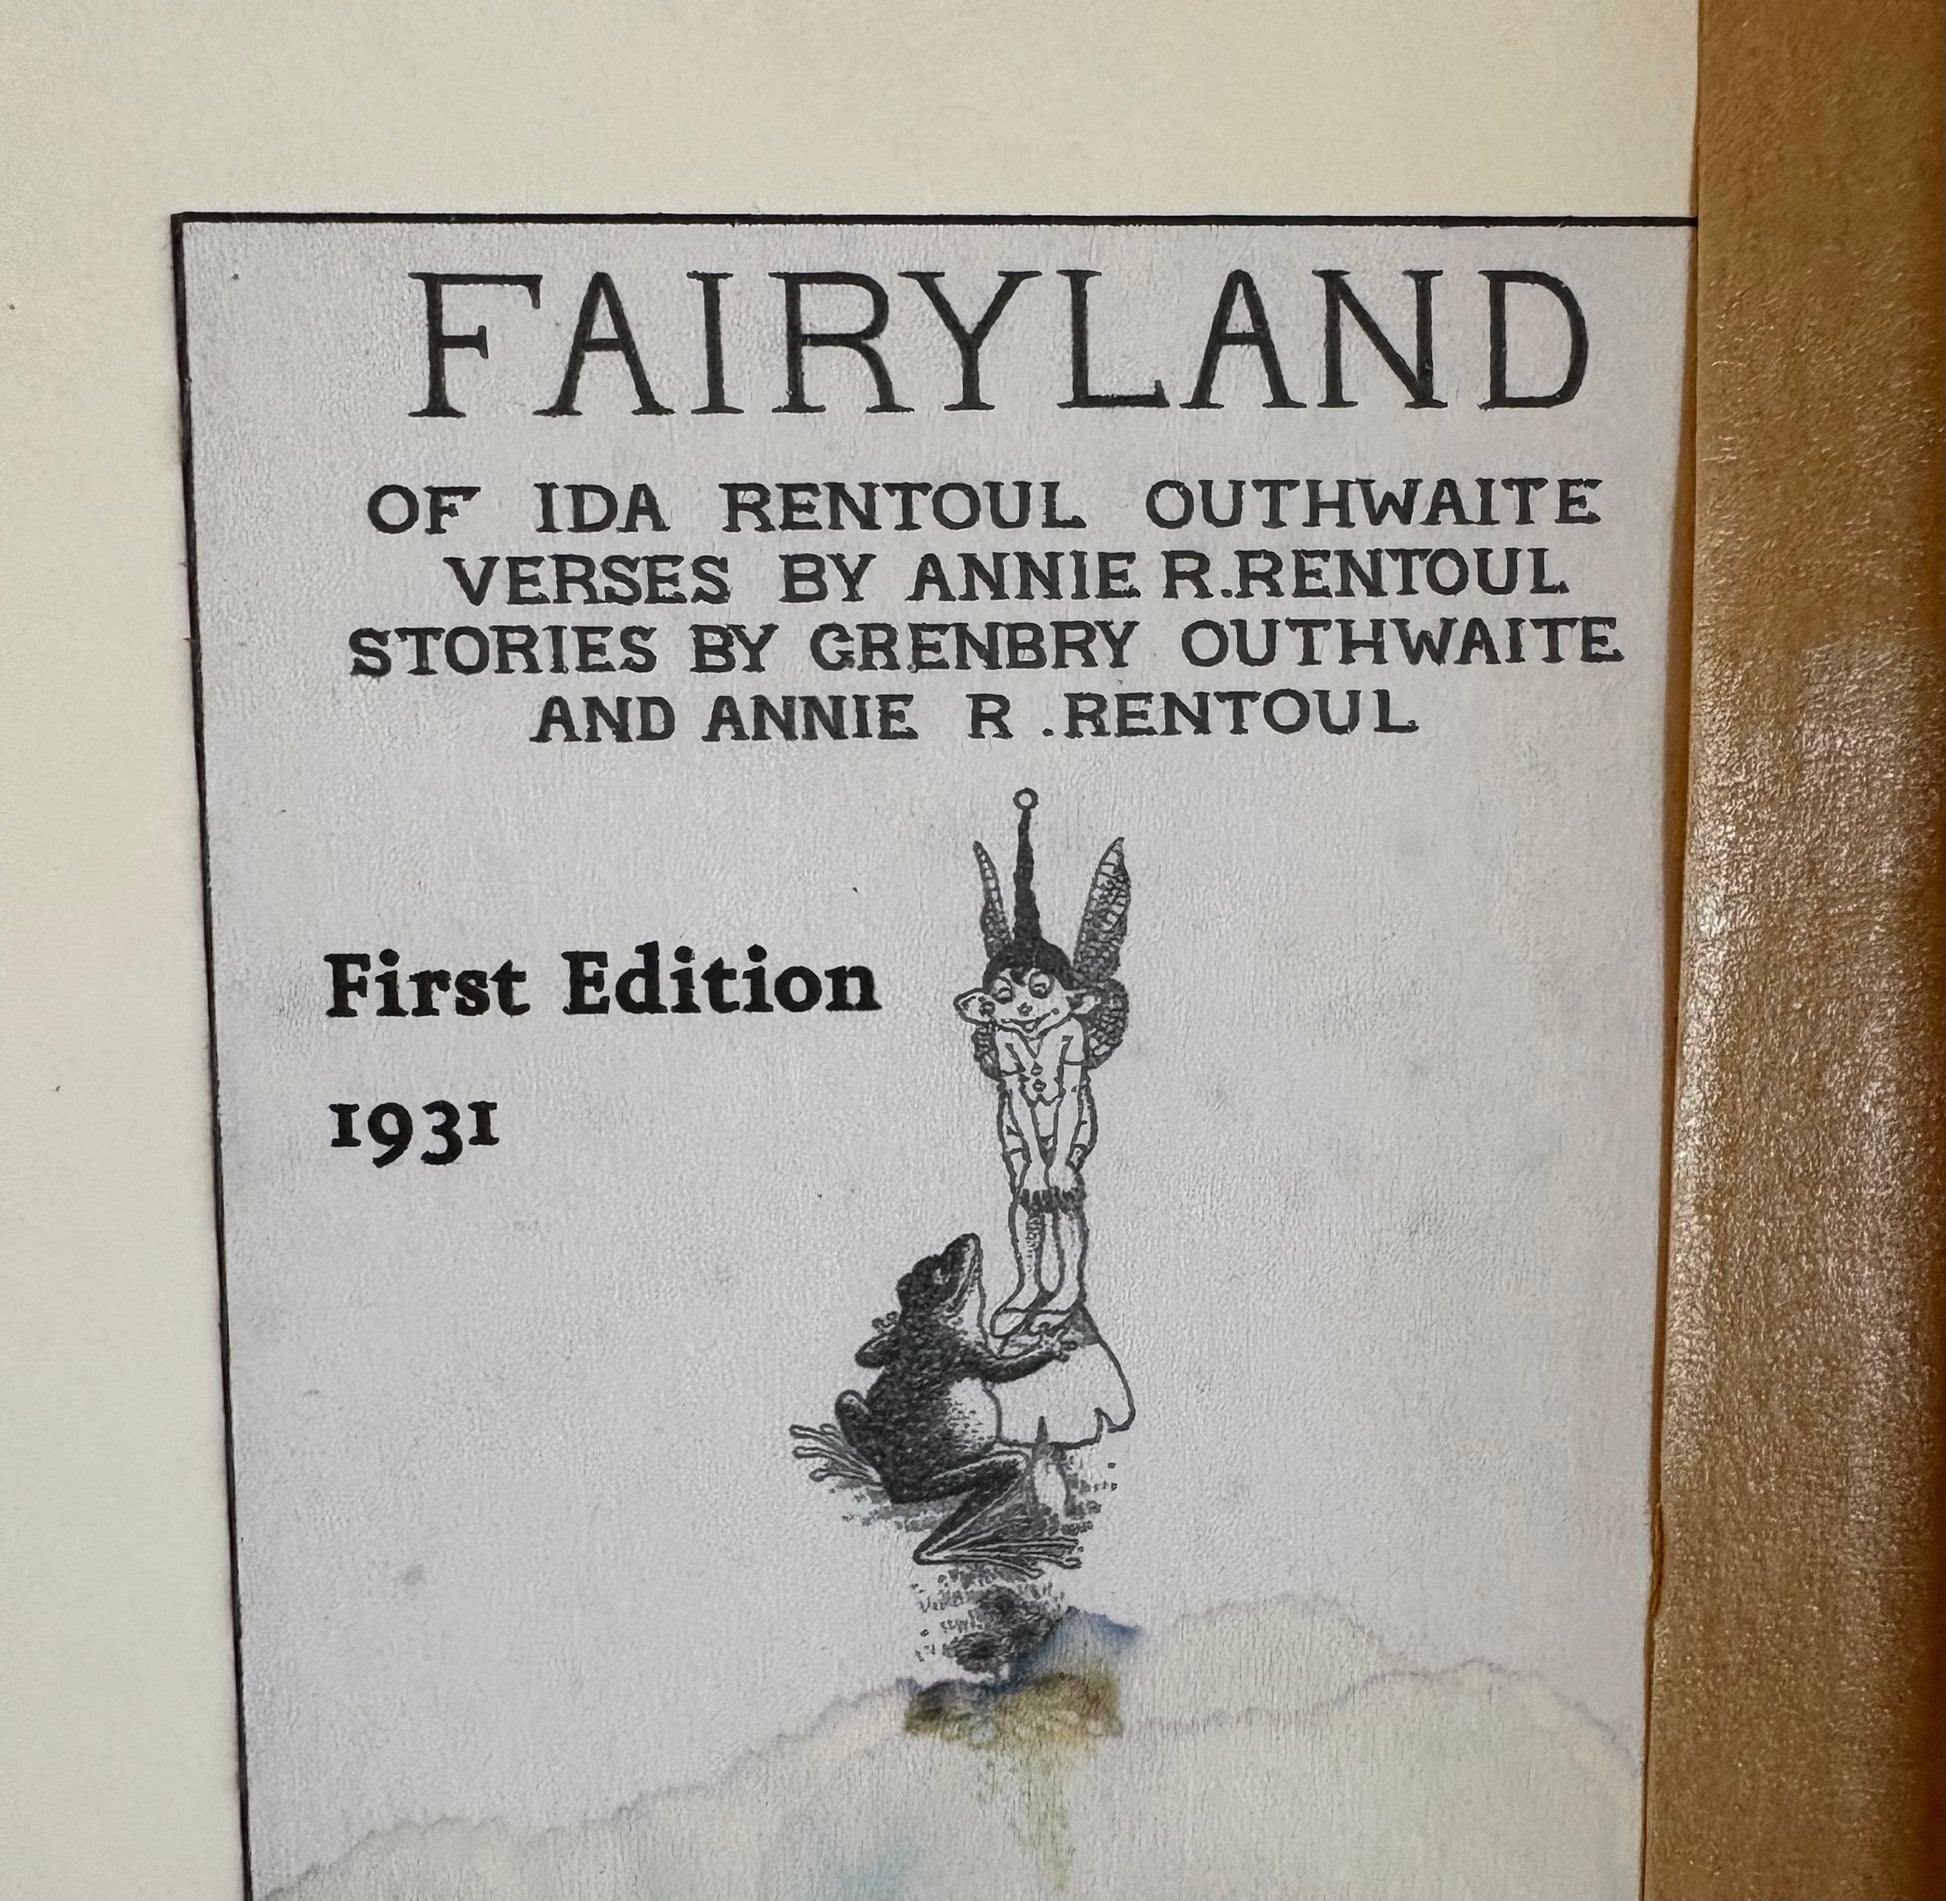 FAIRYLAND
OF IDA RENTOUL OUTHWAITE
VERSES BY ANNIE R.RENTOUL
STORIES BY GRENBRY OUTHWAITE
AND ANNIE R .RENTOUL
First Edition
1931